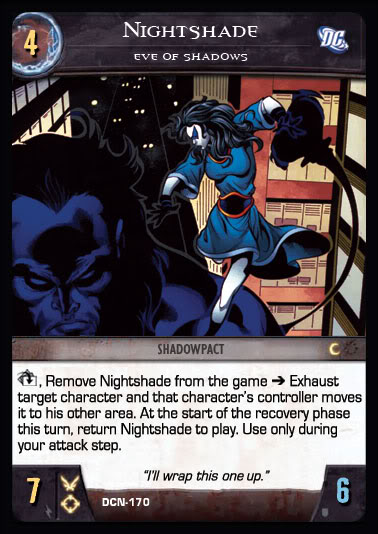 4
NIGHTSHADE
EVE OF SHADOWS
DC
SHADOWPACT
C
, Remove Nightshade from the game ➔ Exhaust
target character and that character's controller moves
it to his other area. At the start of the recovery phase
this turn, return Nightshade to play. Use only during
your attack step.
"I'll wrap this one up."
7
DCN-170
6